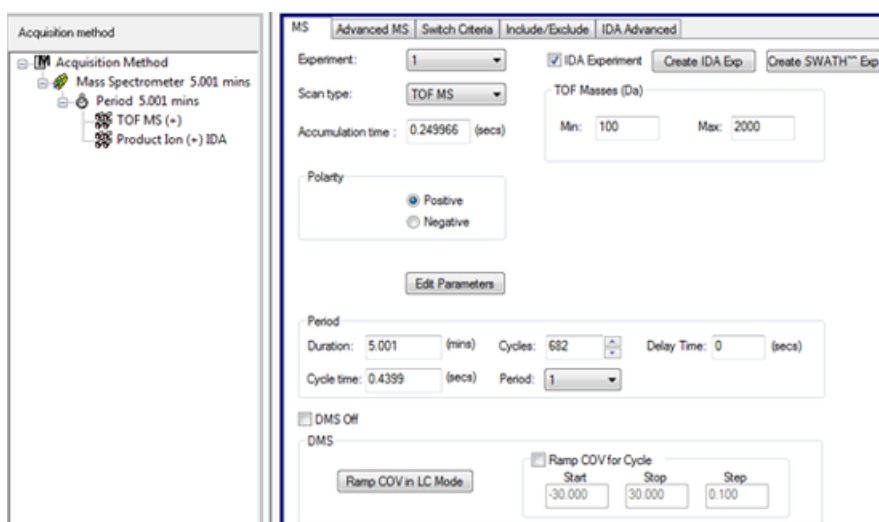 Acquisition method
Acquisition Method
Mass Spectrometer 5.001 mins
Period 5.001 mins
TOF MS (+)
Product Ion (+) IDA
MS Advanced MS Switch Criteria Include/Exclude IDA Advanced
Experiment: 1 IDA Experiment Create IDA Exp Create SWATH™ Exp
Scan type: TOF MS TOF Masses (Da)
Accumulation time : 0.249966 (secs) Min: 100 Max: 2000
Polarity
Positive
Negative
Edit Parameters
Period
Duration: 5.001 (mins) Cycles: 682 Delay Time: 0 (secs)
Cycle time: 0.4399 (secs) Period: 1
DMS Off
DMS
Ramp COV in LC Mode Ramp COV for Cycle
Start Stop Step
-30.000 30.000 0.100